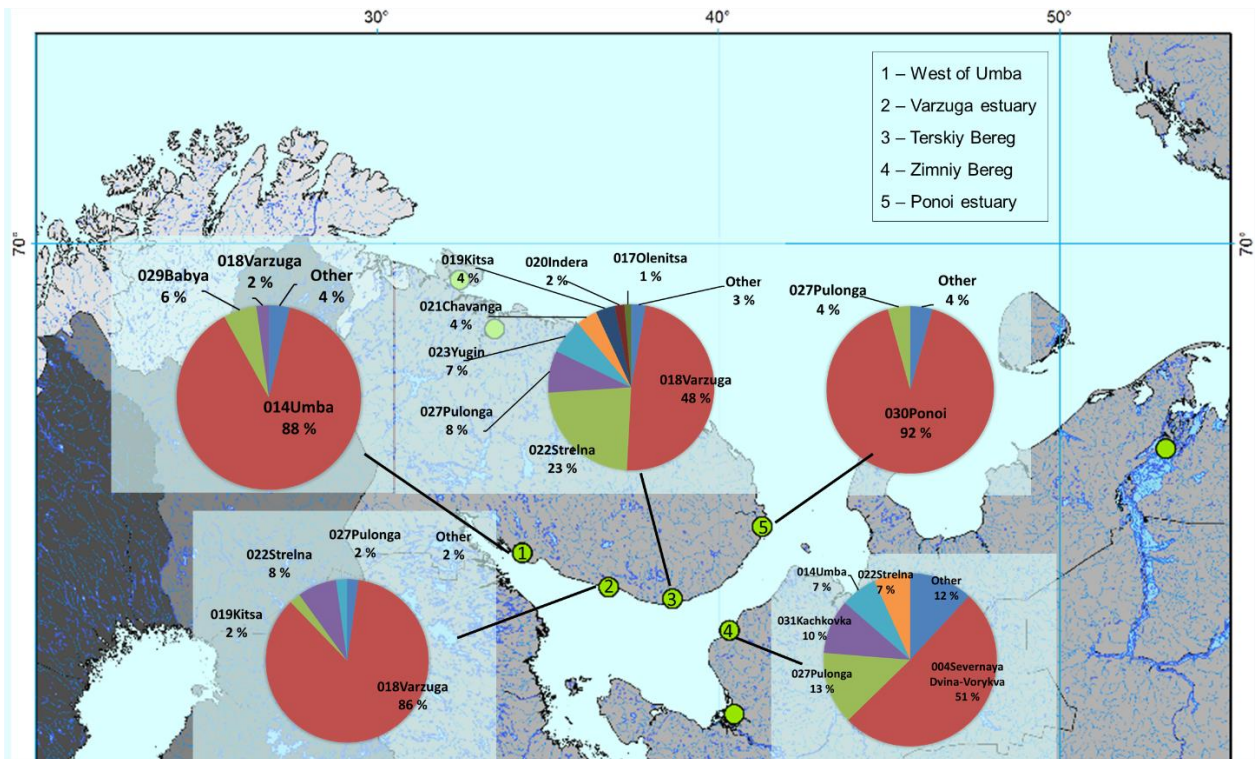 30°
40°
50°
1 – West of Umba
2 – Varzuga estuary
3 – Terskiy Bereg
4 – Zimniy Bereg
5 – Ponoi estuary
70°
70°
029Babya
6 %
018Varzuga
2 %
Other
4 %
014Umba
88 %
019Kitsa
4 %
020Indera
2 %
017Olenitsa
1 %
Other
3 %
021Chavanga
4 %
023Yugin
7 %
027Pulonga
8 %
022Strelna
23 %
018Varzuga
48 %
027Pulonga
4 %
Other
4 %
030Ponoi
92 %
1
2
3
4
5
022Strelna
8 %
027Pulonga
2 %
Other
2 %
019Kitsa
2 %
018Varzuga
86 %
014Umba
7 %
022Strelna
7 %
Other
12 %
031Kachkovka
10 %
027Pulonga
13 %
004Severnaya
Dvina-Vorykva
51 %